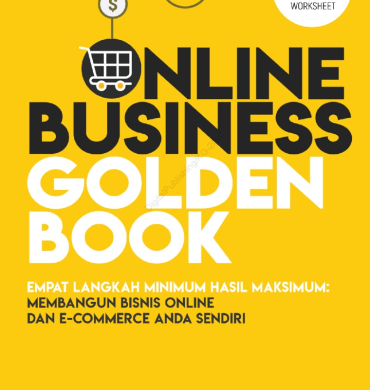 $
WORKSHEET
ONLINE
BUSINESS
GOLDEN
BOOK
EMPAT LANGKAH MINIMUM HASIL MAKSIMUM:
MEMBANGUN BISNIS ONLINE
DAN E-COMMERCE ANDA SENDIRI